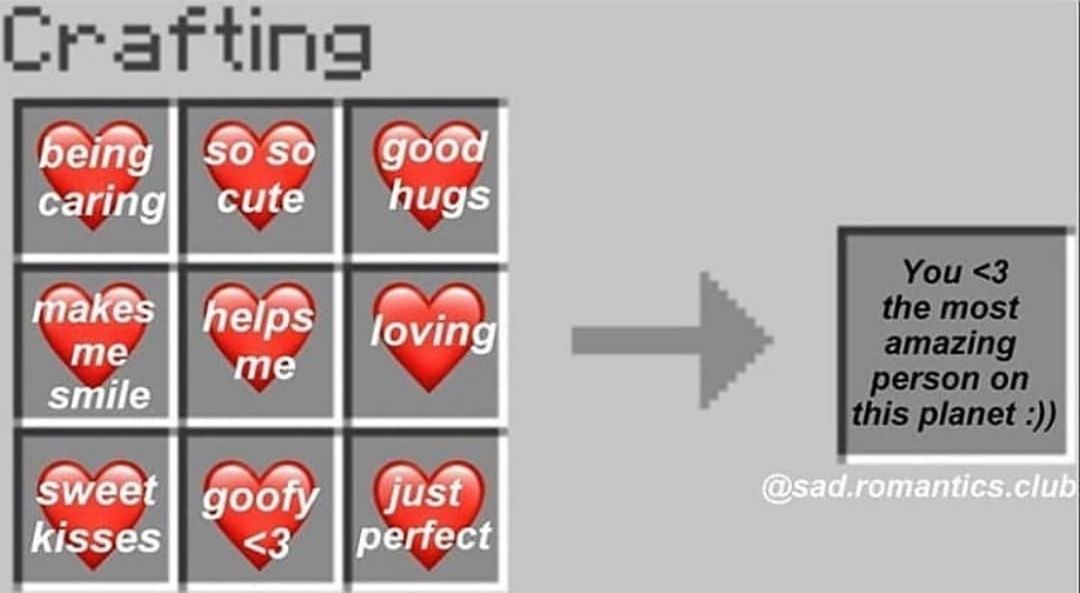 Crafting
being
caring
so so
cute
good
hugs
makes
me
smile
helps
me
loving
sweet
kisses
goofy
<3
just
perfect
You <3
the most
amazing
person on
this planet :))
@sad.romantics.club